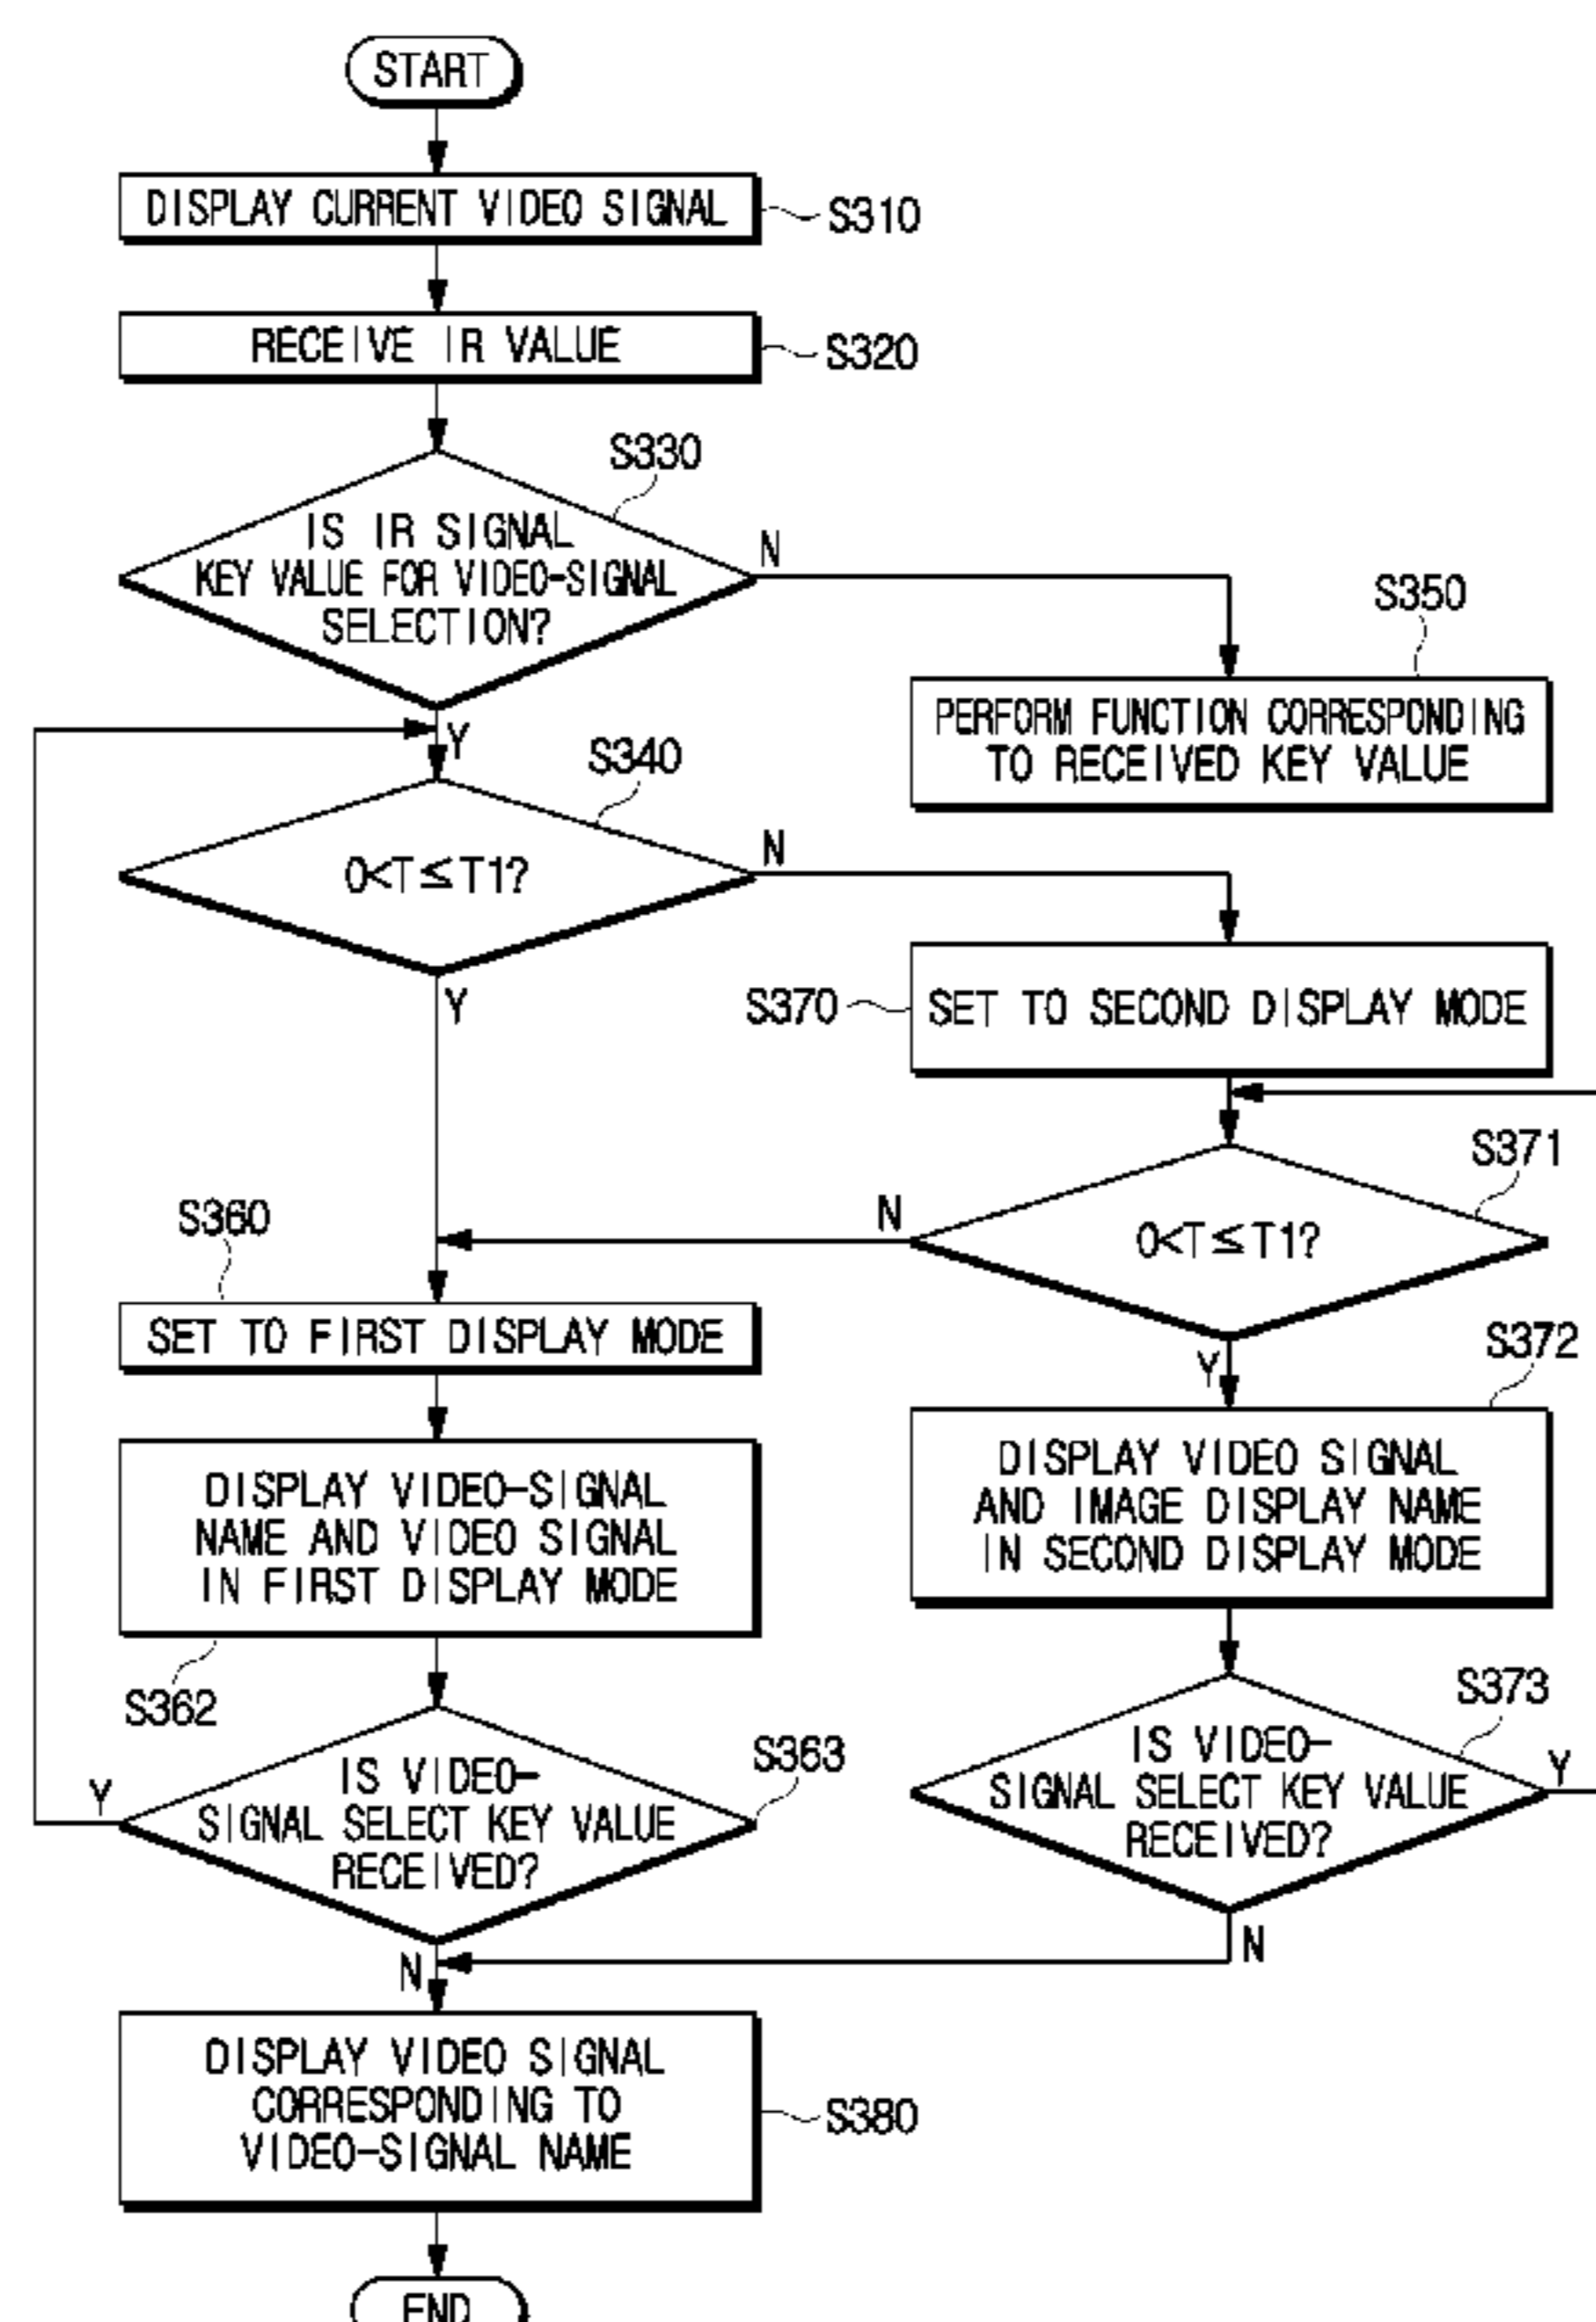 START
DISPLAY CURRENT VIDEO SIGNAL
S310
RECEIVE IR VALUE
S320
S330
IS IR SIGNAL
KEY VALUE FOR VIDEO-SIGNAL
SELECTION?
N
S350
PERFORM FUNCTION CORRESPONDING
TO RECEIVED KEY VALUE
Y
S340
0<T≤T1?
N
Y
S370
SET TO SECOND DISPLAY MODE
S371
0<T≤T1?
N
Y
S360
SET TO FIRST DISPLAY MODE
S372
DISPLAY VIDEO SIGNAL
AND IMAGE DISPLAY NAME
IN SECOND DISPLAY MODE
DISPLAY VIDEO-SIGNAL
NAME AND VIDEO SIGNAL
IN FIRST DISPLAY MODE
S362
S373
IS VIDEO-
SIGNAL SELECT KEY VALUE
RECEIVED?
Y
N
S363
IS VIDEO-
SIGNAL SELECT KEY VALUE
RECEIVED?
Y
N
DISPLAY VIDEO SIGNAL
CORRESPONDING TO
VIDEO-SIGNAL NAME
S380
END